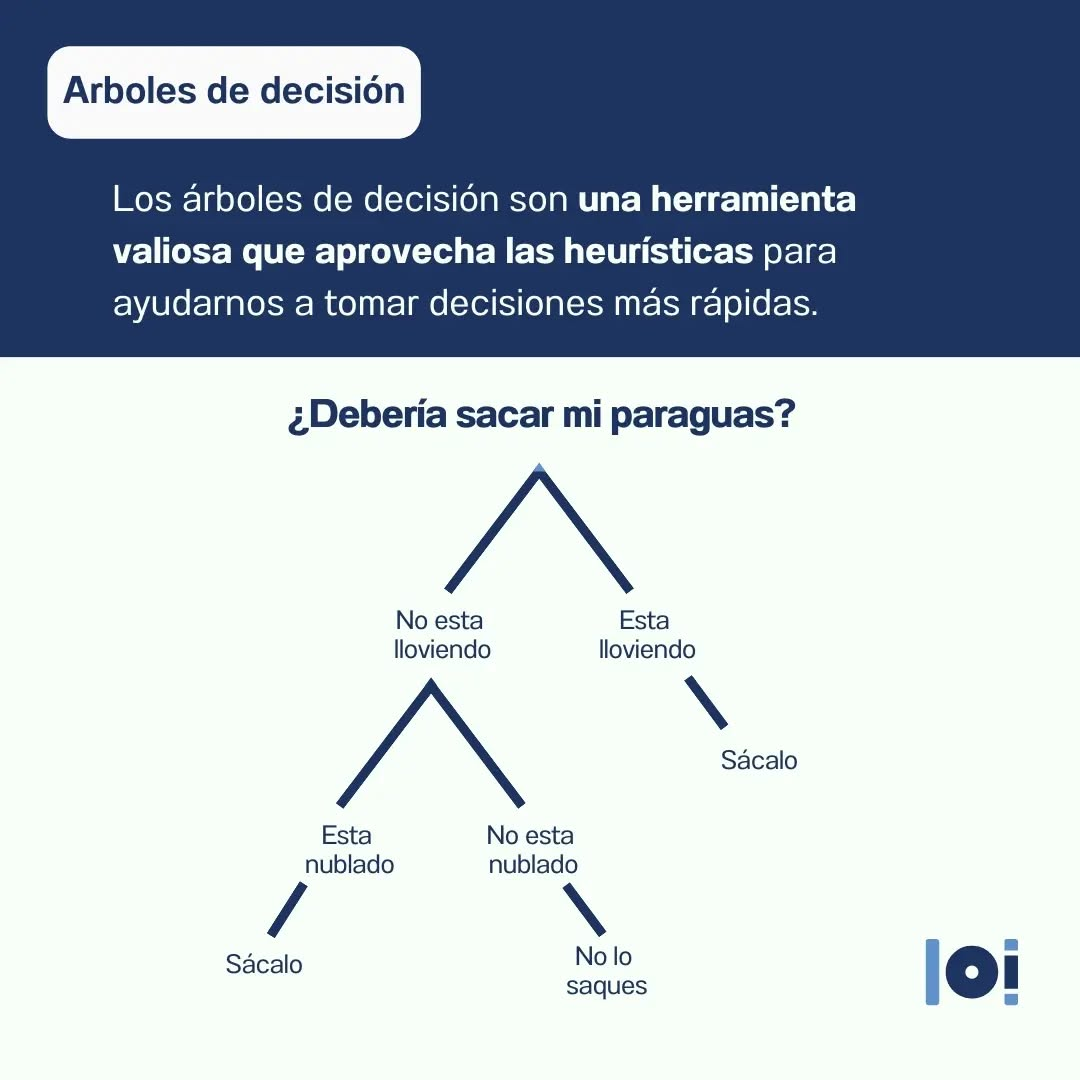 Arboles de decisión
Los árboles de decisión son una herramienta
valiosa que aprovecha las heurísticas para
ayudarnos a tomar decisiones más rápidas.
¿Debería sacar mi paraguas?
No esta
lloviendo
Esta
lloviendo
Sácalo
Esta
nublado
No esta
nublado
Sácalo
No lo
saques